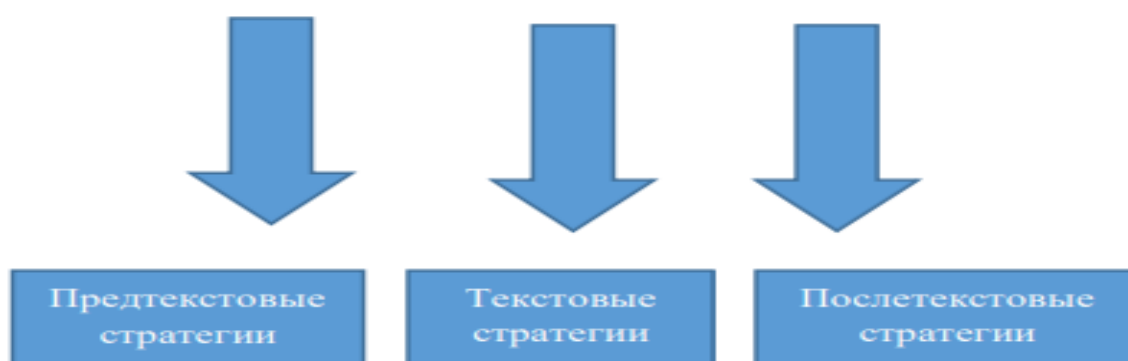 Предтекстовые
стратегии
Текстовые
стратегии
Послетекстовые
стратегии